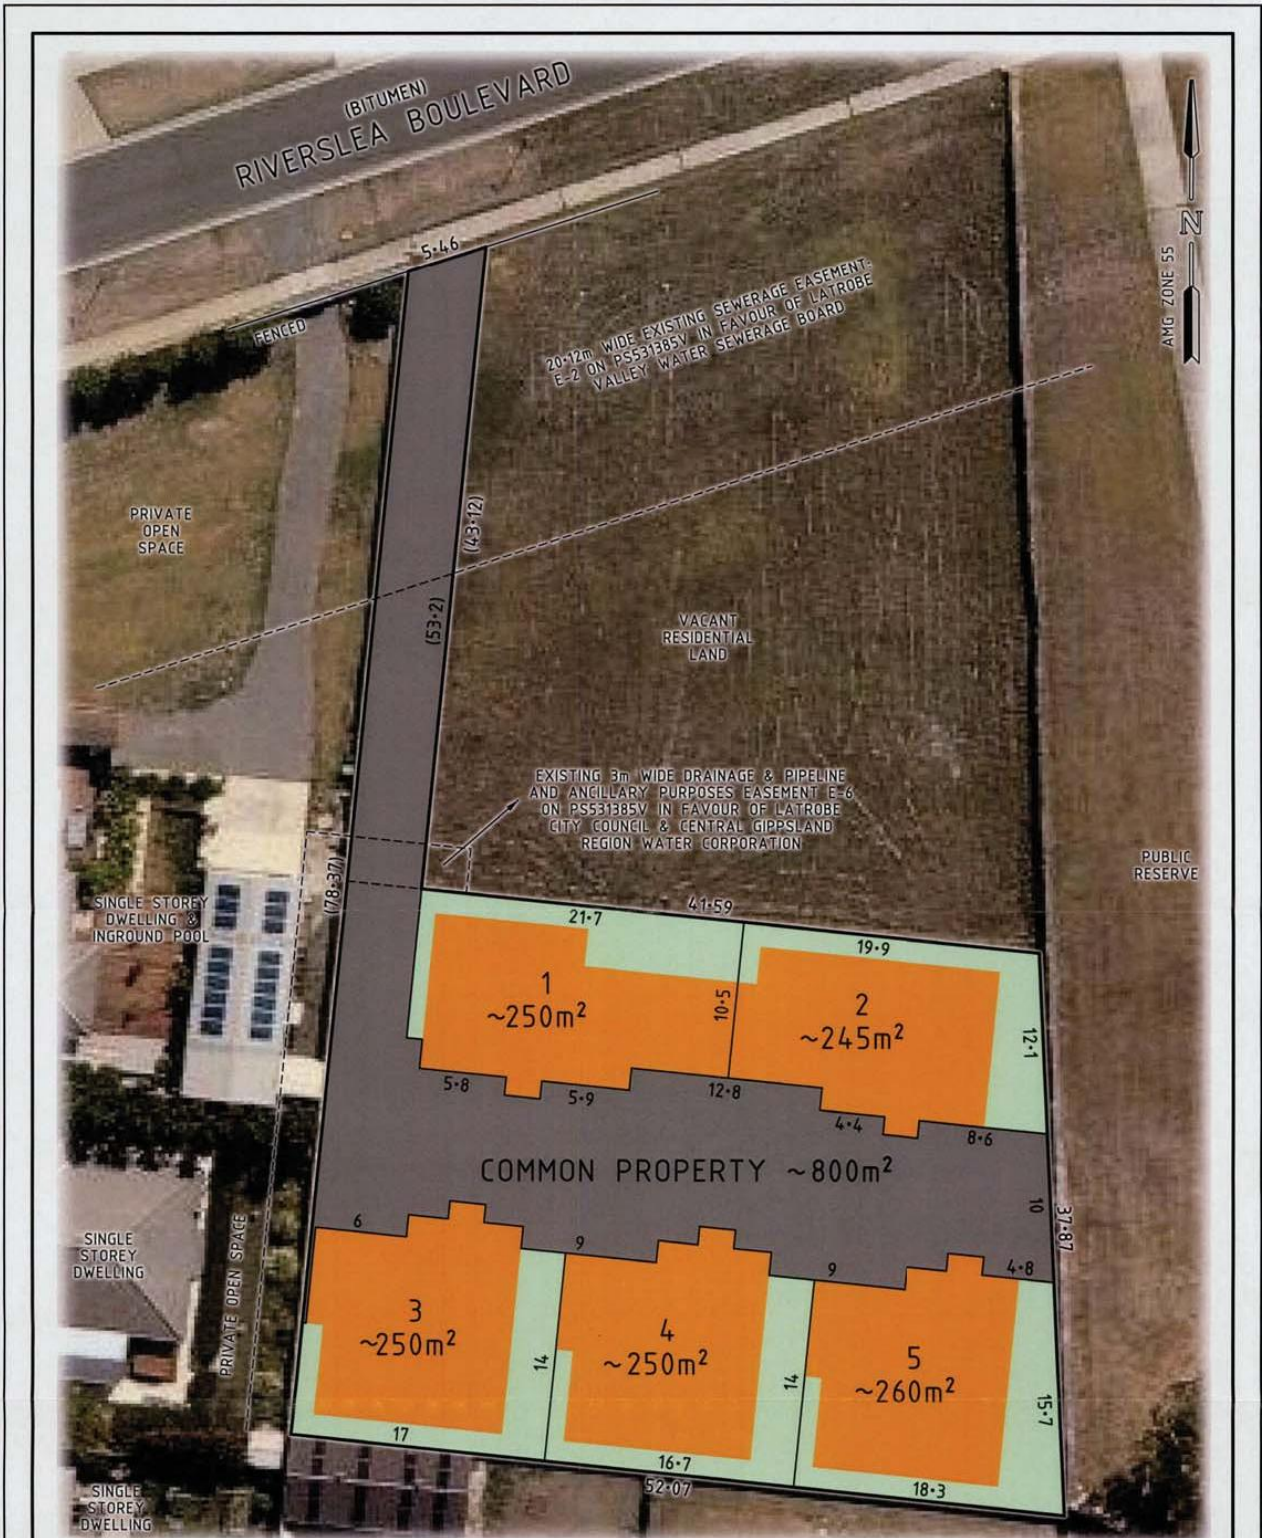 (BITUMEN)
RIVERSLEA BOULEVARD
N
AMG ZONE 55
5·46
FENCED
20·12m WIDE EXISTING SEWERAGE EASEMENT:
E-2 ON PS531385V IN FAVOUR OF LATROBE
VALLEY WATER SEWERAGE BOARD
PRIVATE
OPEN
SPACE
(43·12)
(53·2)
VACANT
RESIDENTIAL
LAND
EXISTING 3m WIDE DRAINAGE & PIPELINE
AND ANCILLARY PURPOSES EASEMENT E-6
ON PS531385V IN FAVOUR OF LATROBE
CITY COUNCIL & CENTRAL GIPPSLAND
REGION WATER CORPORATION
PUBLIC
RESERVE
(78·37)
SINGLE STOREY
DWELLING &
INGROUND POOL
41·59
21·7
19·9
1
~250m²
10·5
2
~245m²
12·1
5·8
5·9
12·8
4·4
8·6
COMMON PROPERTY ~800m²
10
37·87
6
9
9
4·8
SINGLE
STOREY
DWELLING
PRIVATE OPEN SPACE
3
~250m²
14
4
~250m²
14
5
~260m²
15·7
17
16·7
18·3
52·07
SINGLE
STOREY
DWELLING